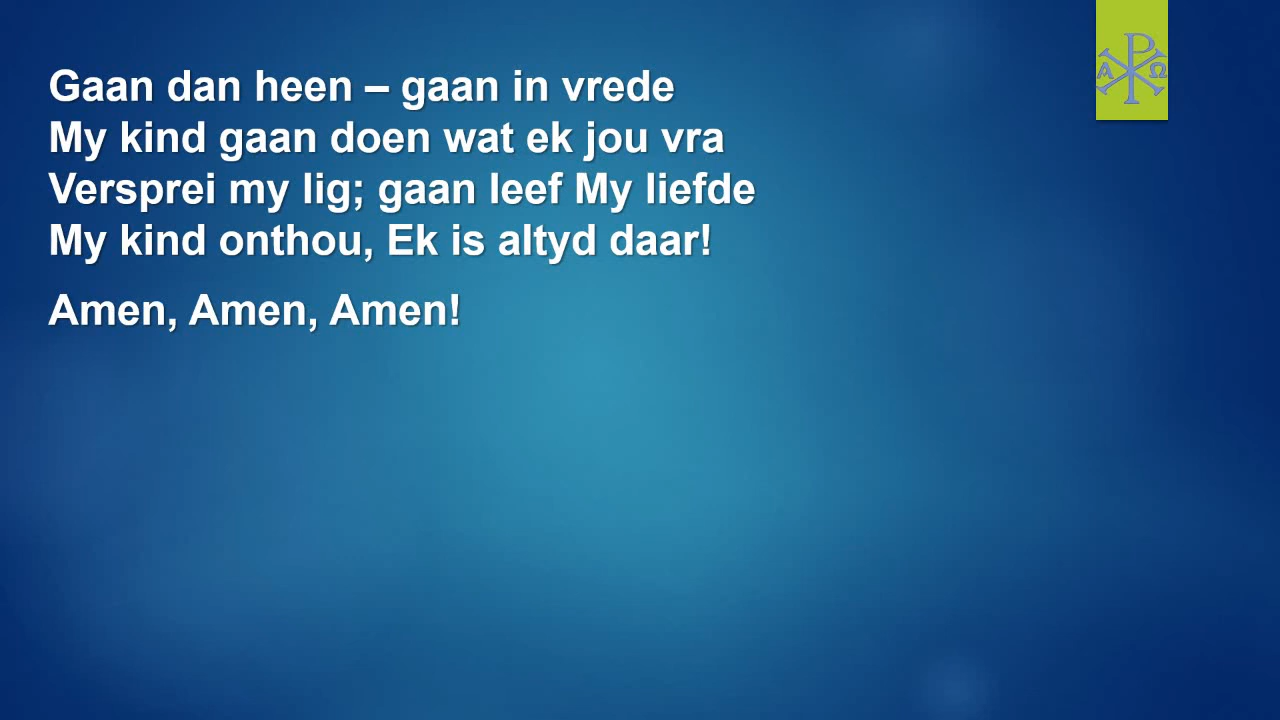 Gaan dan heen – gaan in vrede
My kind gaan doen wat ek jou vra
Versprei my lig; gaan leef My liefde
My kind onthou, Ek is altyd daar!
Amen, Amen, Amen!
Α Ω